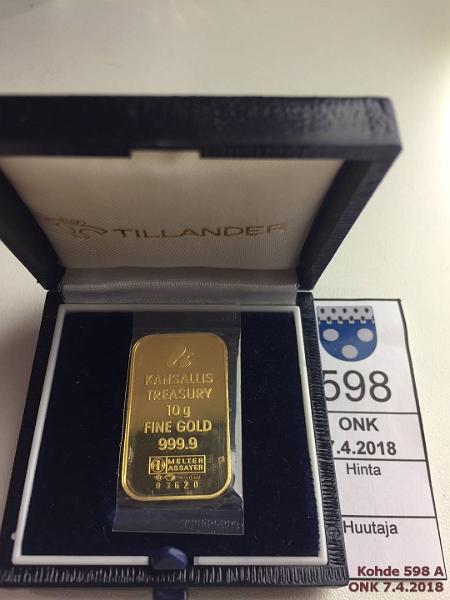 TILLANDER
KANSALLIS
TREASURY
10 g
FINE GOLD
999.9
MELTER
ASSAYER
03620
598
ONK
7.4.2018
Hinta
Huutaja
Kohde 598 A
ONK 7.4.2018